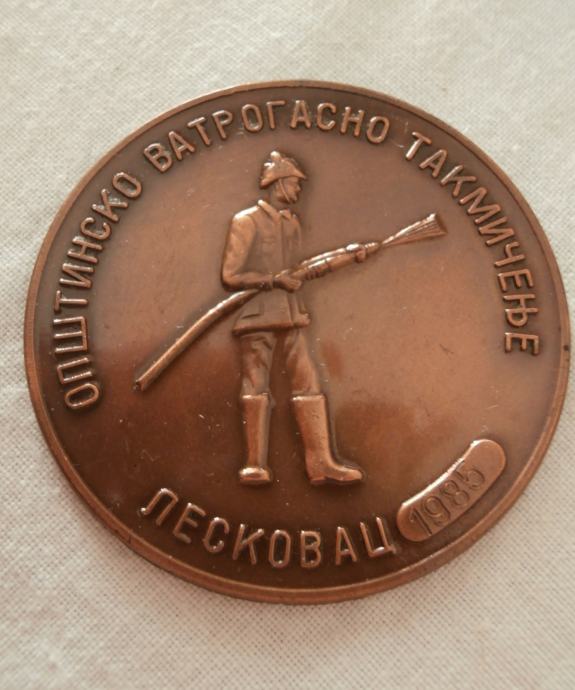 ОПШТИНСКО ВАТРОГАСНО ТАКМИЧЕЊЕ
ЛЕСКОВАЦ 1985